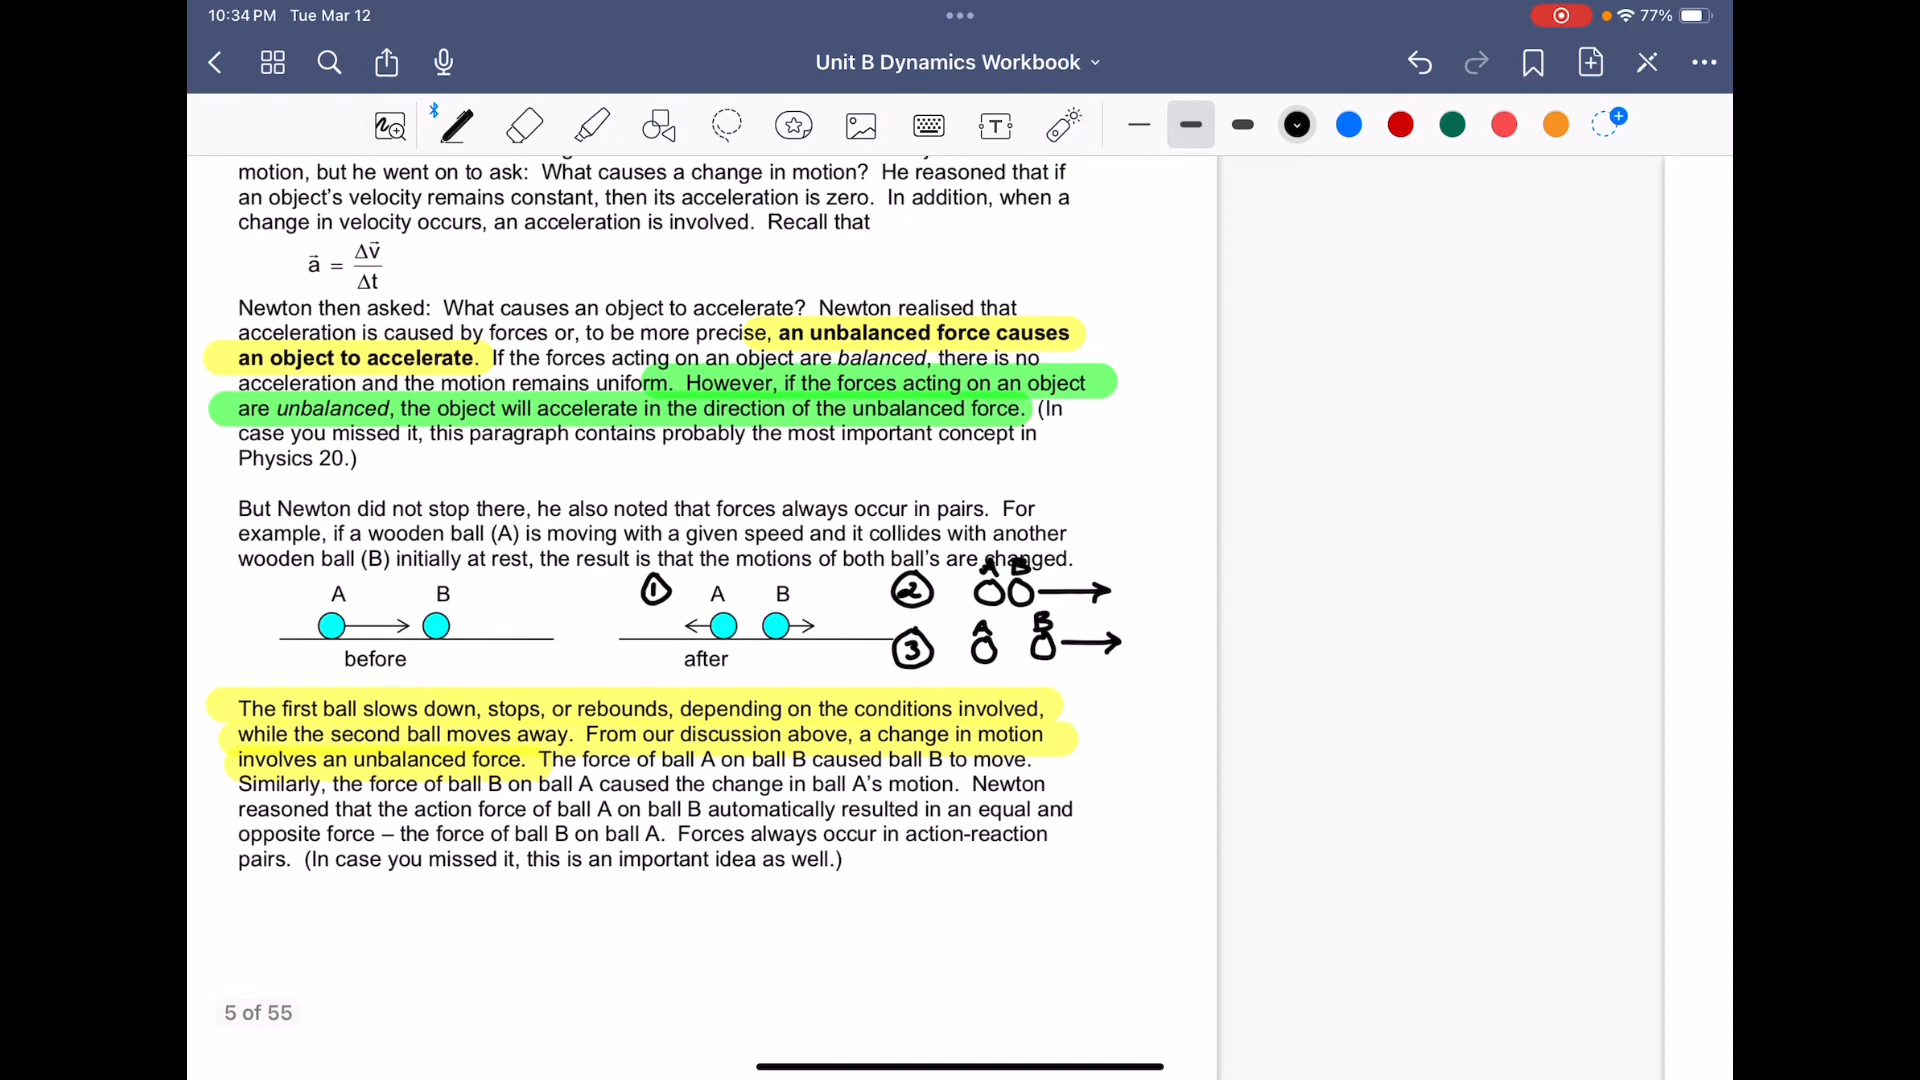 10:34 PM Tue Mar 12
77%
Unit B Dynamics Workbook
T
motion, but he went on to ask: What causes a change in motion? He reasoned that if
an object's velocity remains constant, then its acceleration is zero. In addition, when a
change in velocity occurs, an acceleration is involved. Recall that
a⃗ = Δv⃗ / Δt
Newton then asked: What causes an object to accelerate? Newton realised that
acceleration is caused by forces or, to be more precise, an unbalanced force causes
an object to accelerate. If the forces acting on an object are balanced, there is no
acceleration and the motion remains uniform. However, if the forces acting on an object
are unbalanced, the object will accelerate in the direction of the unbalanced force. (In
case you missed it, this paragraph contains probably the most important concept in
Physics 20.)
But Newton did not stop there, he also noted that forces always occur in pairs. For
example, if a wooden ball (A) is moving with a given speed and it collides with another
wooden ball (B) initially at rest, the result is that the motions of both ball's are changed.
A B ① A B ② A B
③ A B
before after
The first ball slows down, stops, or rebounds, depending on the conditions involved,
while the second ball moves away. From our discussion above, a change in motion
involves an unbalanced force. The force of ball A on ball B caused ball B to move.
Similarly, the force of ball B on ball A caused the change in ball A's motion. Newton
reasoned that the action force of ball A on ball B automatically resulted in an equal and
opposite force – the force of ball B on ball A. Forces always occur in action-reaction
pairs. (In case you missed it, this is an important idea as well.)
5 of 55